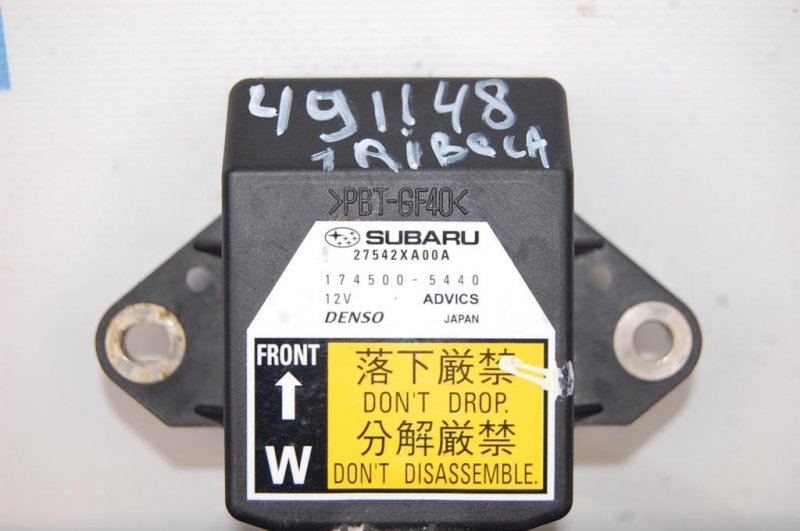 491148
TRIBECA
>PBT-GF40<
SUBARU
27542XA00A
174500-5440
12V ADVICS
DENSO JAPAN
FRONT
W
落下厳禁
DON'T DROP.
分解厳禁
DON'T DISASSEMBLE.